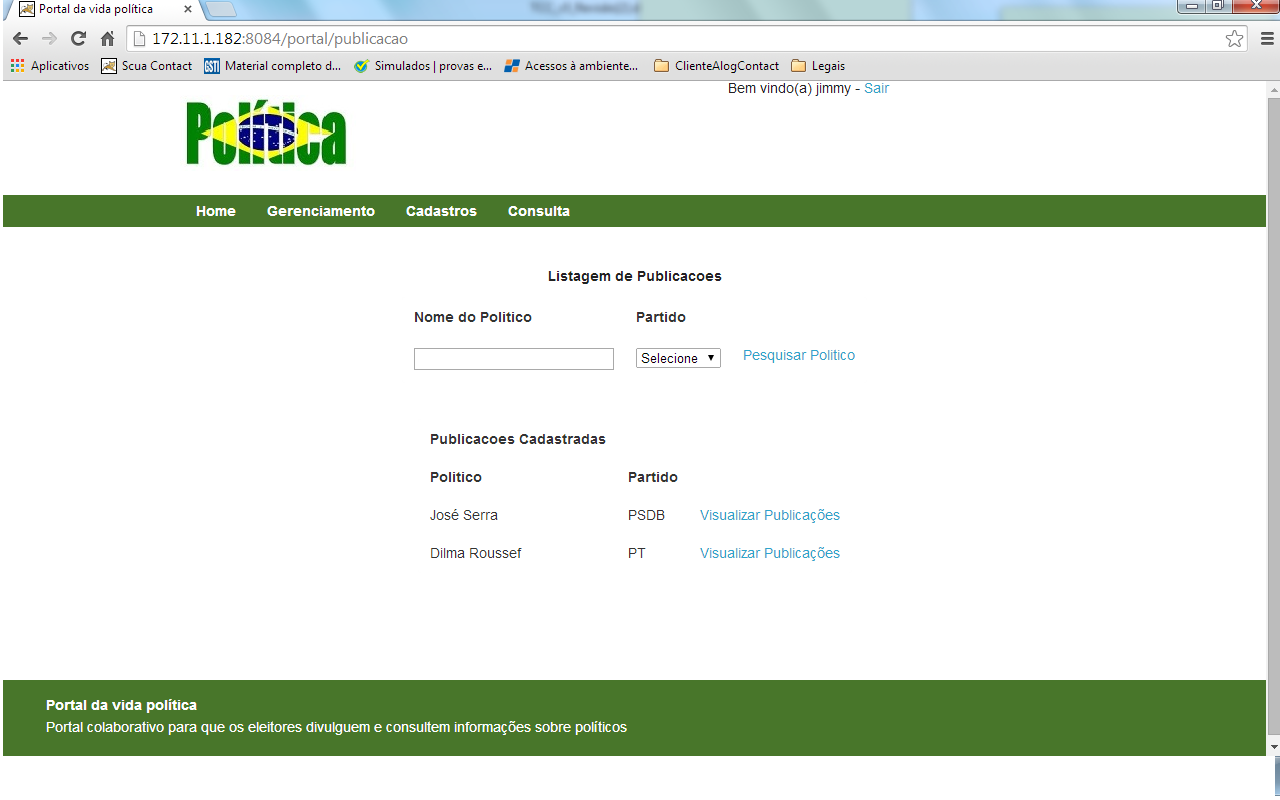 Portal da vida política
172.11.1.182:8084/portal/publicacao
Aplicativos Scua Contact GSTI Material completo d... Simulados | provas e... Acessos à ambiente... ClienteAlogContact Legais
Bem vindo(a) jimmy - Sair
Política
Home Gerenciamento Cadastros Consulta
Listagem de Publicacoes
Nome do Politico Partido
Selecione Pesquisar Politico
Publicacoes Cadastradas
Politico Partido
José Serra PSDB Visualizar Publicações
Dilma Roussef PT Visualizar Publicações
Portal da vida política
Portal colaborativo para que os eleitores divulguem e consultem informações sobre políticos